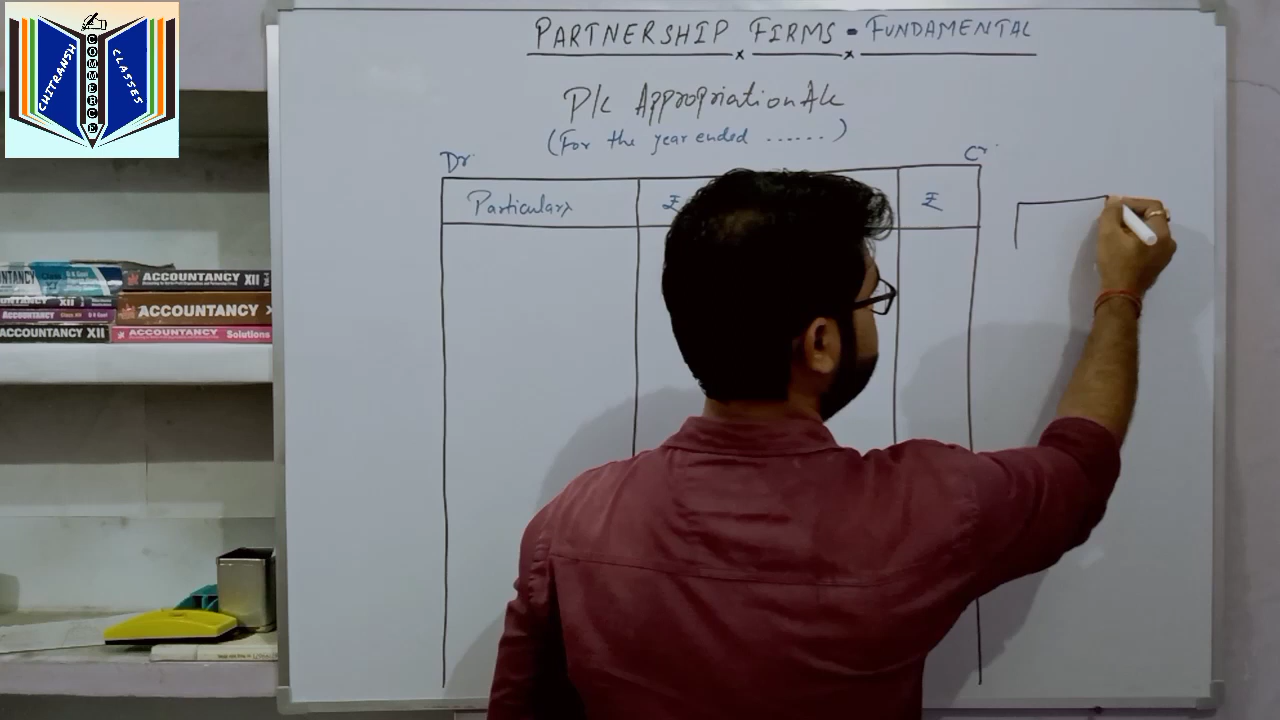 CHITRANSH COMMERCE CLASSES
PARTNERSHIP FIRMS - FUNDAMENTAL
P/L Appropriation A/c
(For the year ended ......)
Dr. Cr.
Particulars ₹ ₹
ACCOUNTANCY XII
ACCOUNTANCY
ACCOUNTANCY XII
ACCOUNTANCY Solutions